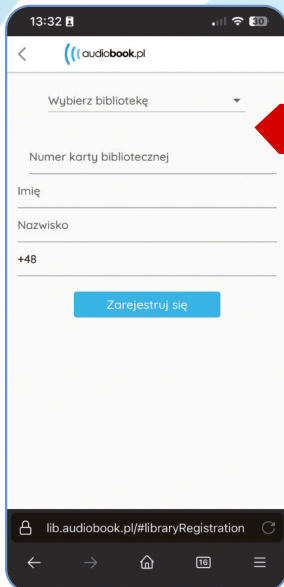 13:32
30
audiobook.pl
Wybierz bibliotekę
Numer karty bibliotecznej
Imię
Nazwisko
+48
Zarejestruj się
lib.audiobook.pl/#libraryRegistration
16